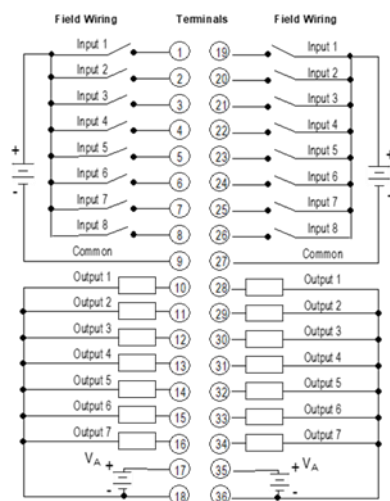 Field Wiring Terminals Field Wiring
Input 1 1 19 Input 1
Input 2 2 20 Input 2
Input 3 3 21 Input 3
Input 4 4 22 Input 4
Input 5 5 23 Input 5
Input 6 6 24 Input 6
Input 7 7 25 Input 7
Input 8 8 26 Input 8
+ - + -
Common 9 27 Common
Output 1 10 28 Output 1
Output 2 11 29 Output 2
Output 3 12 30 Output 3
Output 4 13 31 Output 4
Output 5 14 32 Output 5
Output 6 15 33 Output 6
Output 7 16 34 Output 7
VA + 17 35 + VA
- 18 36 -